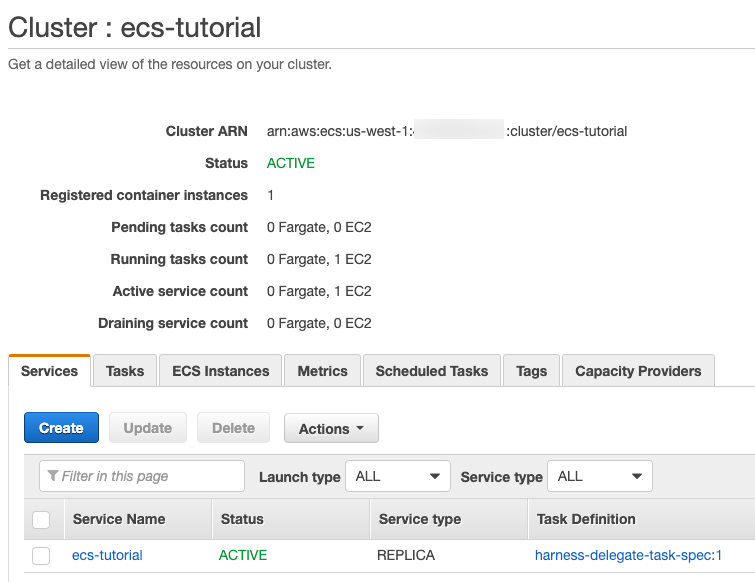 Cluster : ecs-tutorial
Get a detailed view of the resources on your cluster.
Cluster ARN arn:aws:ecs:us-west-1: :cluster/ecs-tutorial
Status ACTIVE
Registered container instances 1
Pending tasks count 0 Fargate, 0 EC2
Running tasks count 0 Fargate, 1 EC2
Active service count 0 Fargate, 1 EC2
Draining service count 0 Fargate, 0 EC2
Services Tasks ECS Instances Metrics Scheduled Tasks Tags Capacity Providers
Create Update Delete Actions
Filter in this page Launch type ALL Service type ALL
Service Name Status Service type Task Definition
ecs-tutorial ACTIVE REPLICA harness-delegate-task-spec:1